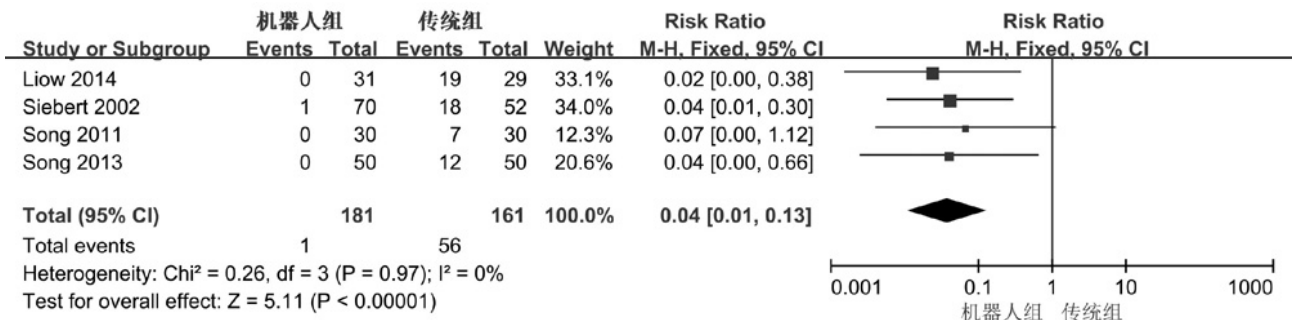 机器人组 传统组 Risk Ratio Risk Ratio
Study or Subgroup Events Total Events Total Weight M-H, Fixed, 95% CI M-H, Fixed, 95% CI
Liow 2014 0 31 19 29 33.1% 0.02 [0.00, 0.38]
Siebert 2002 1 70 18 52 34.0% 0.04 [0.01, 0.30]
Song 2011 0 30 7 30 12.3% 0.07 [0.00, 1.12]
Song 2013 0 50 12 50 20.6% 0.04 [0.00, 0.66]
Total (95% CI) 181 161 100.0% 0.04 [0.01, 0.13]
Total events 1 56
Heterogeneity: Chi² = 0.26, df = 3 (P = 0.97); I² = 0%
Test for overall effect: Z = 5.11 (P < 0.00001)
0.001 0.1 1 10 1000
机器人组 传统组